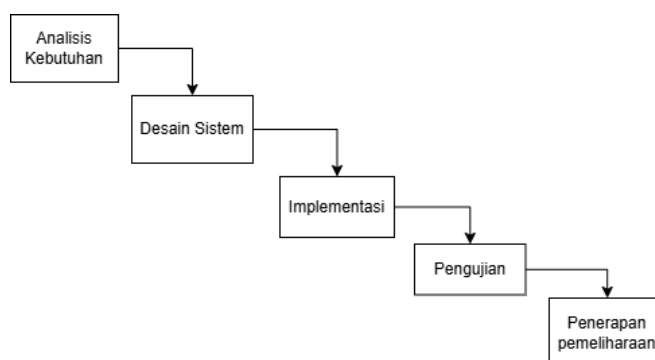 Analisis
Kebutuhan
Desain Sistem
Implementasi
Pengujian
Penerapan
pemeliharaan